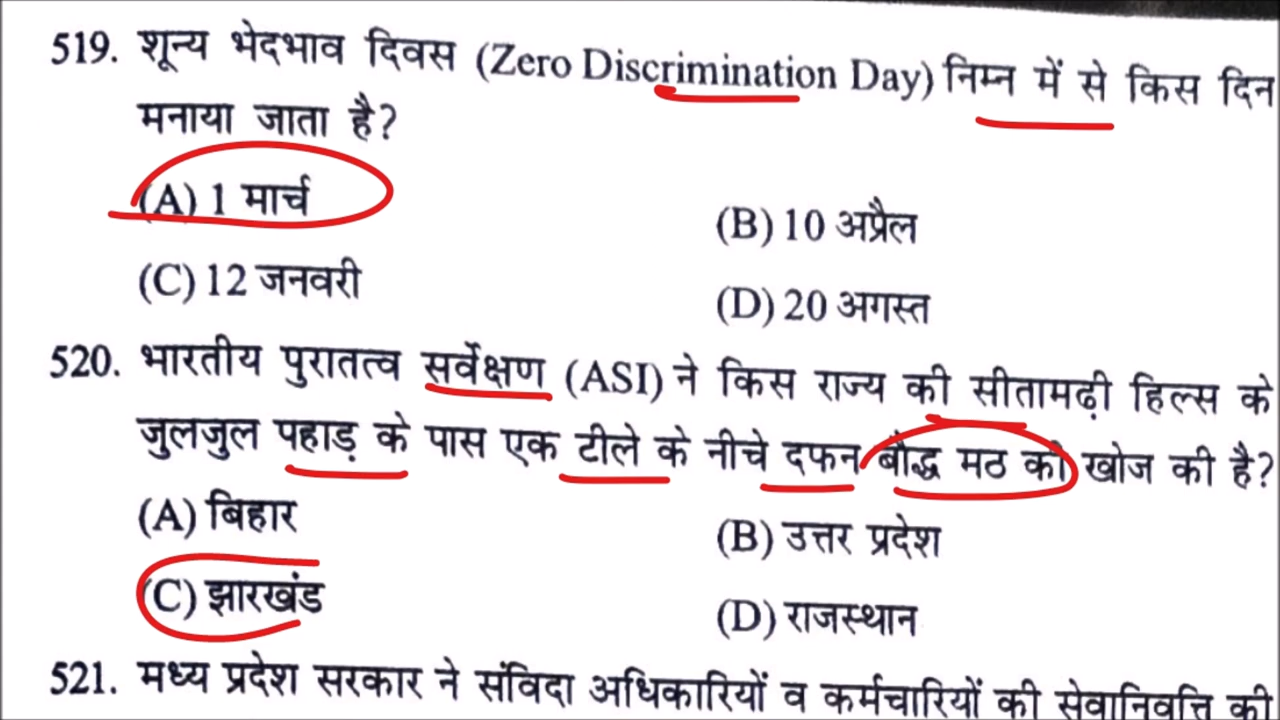 519. शून्य भेदभाव दिवस (Zero Discrimination Day) निम्न में से किस दिन
मनाया जाता है?
(A) 1 मार्च
(B) 10 अप्रैल
(C) 12 जनवरी
(D) 20 अगस्त
520. भारतीय पुरातत्व सर्वेक्षण (ASI) ने किस राज्य की सीतामढ़ी हिल्स को
जुलजुल पहाड़ के पास एक टीले के नीचे दफन बौद्ध मठ की खोज की है?
(A) बिहार
(B) उत्तर प्रदेश
(C) झारखंड
(D) राजस्थान
521. मध्य प्रदेश सरकार ने संविदा अधिकारियों व कर्मचारियों की सेवानिवृत्ति की